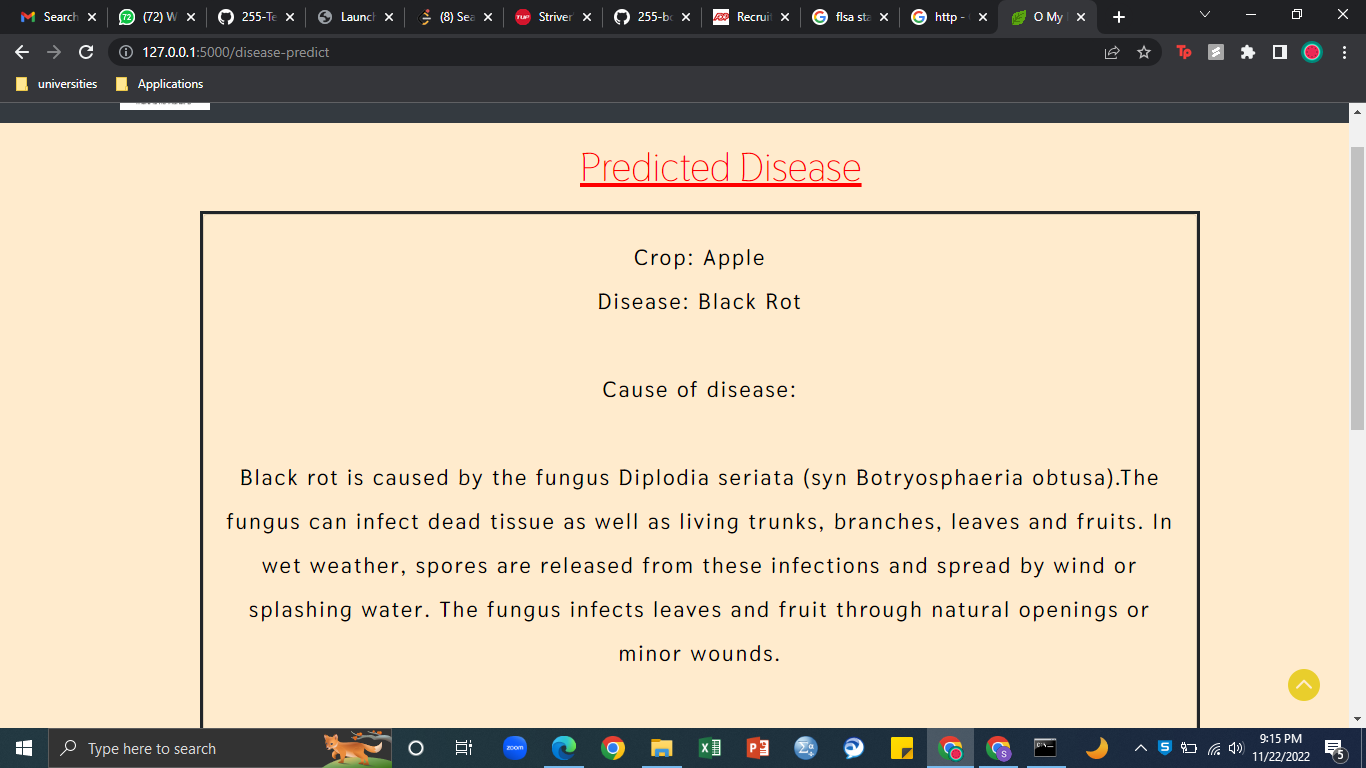 Search
(72) W
255-Te
Launch
(8) Sea
TUF
Striver
255-bo
Recruit
flsa sta
http -
O My
127.0.0.1:5000/disease-predict
Tp
universities
Applications
Predicted Disease
Crop: Apple
Disease: Black Rot
Cause of disease:
Black rot is caused by the fungus Diplodia seriata (syn Botryosphaeria obtusa).The
fungus can infect dead tissue as well as living trunks, branches, leaves and fruits. In
wet weather, spores are released from these infections and spread by wind or
splashing water. The fungus infects leaves and fruit through natural openings or
minor wounds.
Type here to search
zoom
9:15 PM
11/22/2022
5